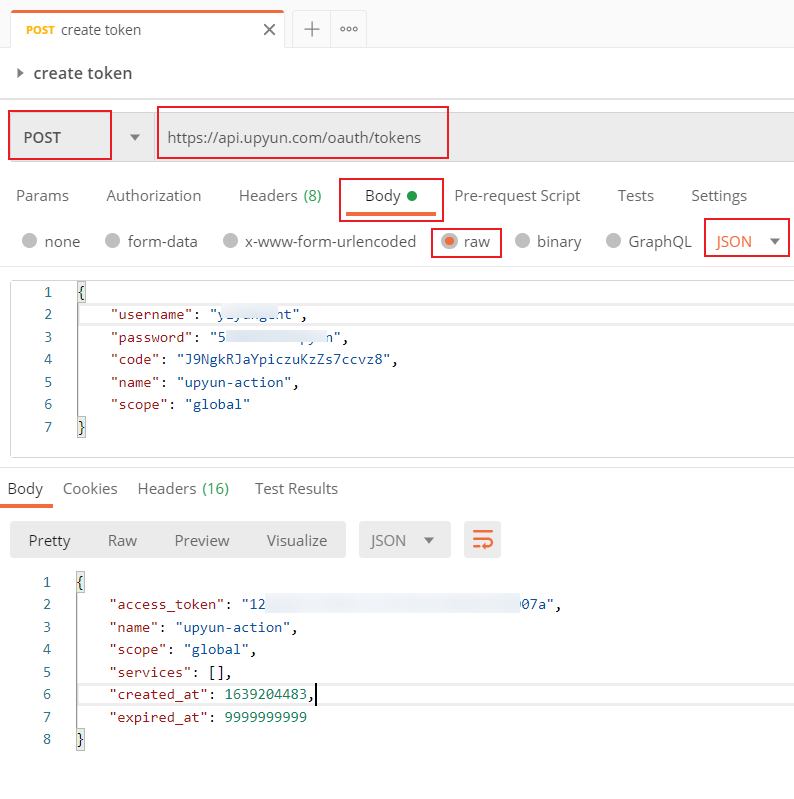 POST create token
create token
POST https://api.upyun.com/oauth/tokens
Params Authorization Headers (8) Body Pre-request Script Tests Settings
none form-data x-www-form-urlencoded raw binary GraphQL JSON
1 {
2 "username": "
3 "password": "5
4 "code": "J9NgkRJaYpiczuKzZs7ccvz8",
5 "name": "upyun-action",
6 "scope": "global"
7 }
Body Cookies Headers (16) Test Results
Pretty Raw Preview Visualize JSON
1 {
2 "access_token": "12 07a",
3 "name": "upyun-action",
4 "scope": "global",
5 "services": [],
6 "created_at": 1639204483,
7 "expired_at": 9999999999
8 }